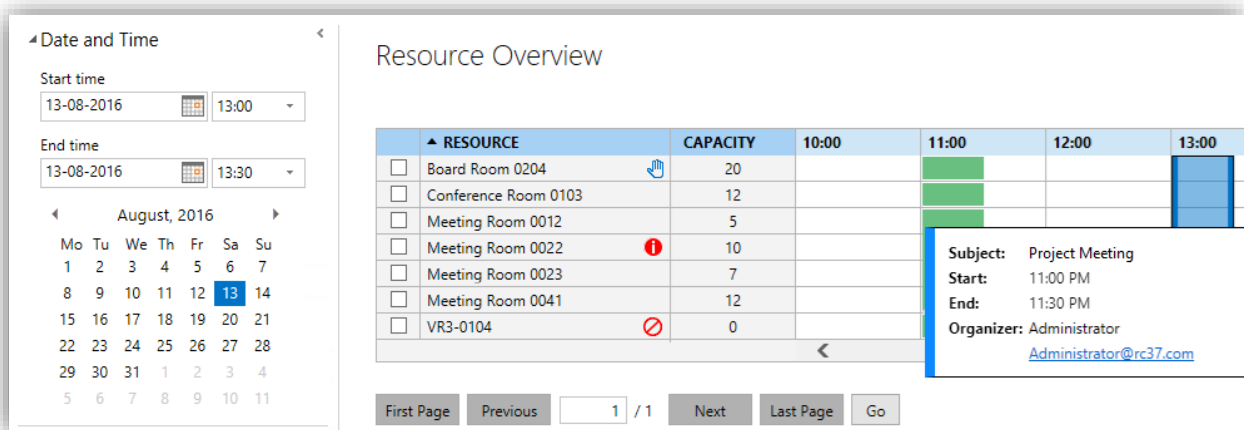 Date and Time
Start time
13-08-2016 13:00
End time
13-08-2016 13:30
August, 2016
Mo Tu We Th Fr Sa Su
1 2 3 4 5 6 7
8 9 10 11 12 13 14
15 16 17 18 19 20 21
22 23 24 25 26 27 28
29 30 31 1 2 3 4
5 6 7 8 9 10 11
Resource Overview
RESOURCE CAPACITY 10:00 11:00 12:00 13:00
Board Room 0204 20
Conference Room 0103 12
Meeting Room 0012 5
Meeting Room 0022 10
Meeting Room 0023 7
Meeting Room 0041 12
VR3-0104 0
Subject: Project Meeting
Start: 11:00 PM
End: 11:30 PM
Organizer: Administrator
Administrator@rc37.com
First Page Previous 1 / 1 Next Last Page Go